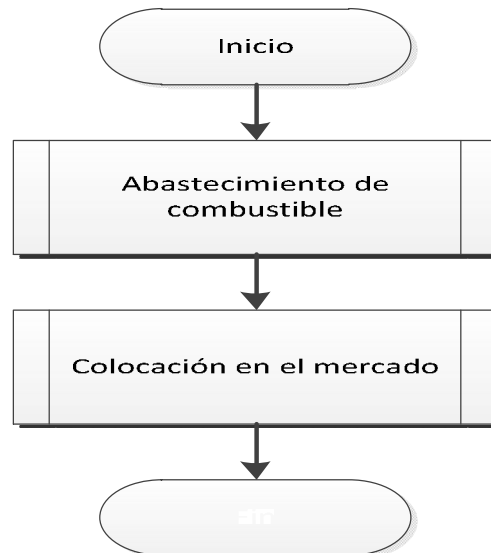 Inicio
Abastecimiento de
combustible
Colocación en el mercado